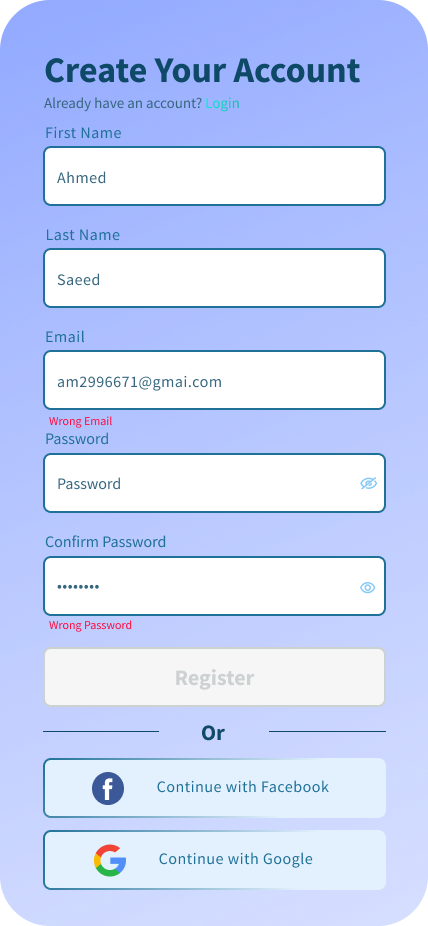 Create Your Account
Already have an account? Login
First Name
Ahmed
Last Name
Saeed
Email
am2996671@gmai.com
Wrong Email
Password
Password
Confirm Password
••••••••
Wrong Password
Register
Or
Continue with Facebook
Continue with Google